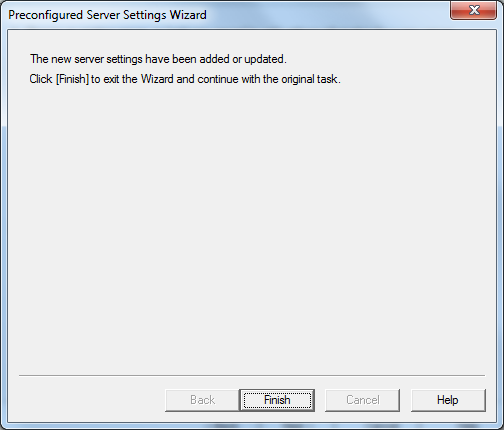 Preconfigured Server Settings Wizard
The new server settings have been added or updated.
Click [Finish] to exit the Wizard and continue with the original task.
Back Finish Cancel Help